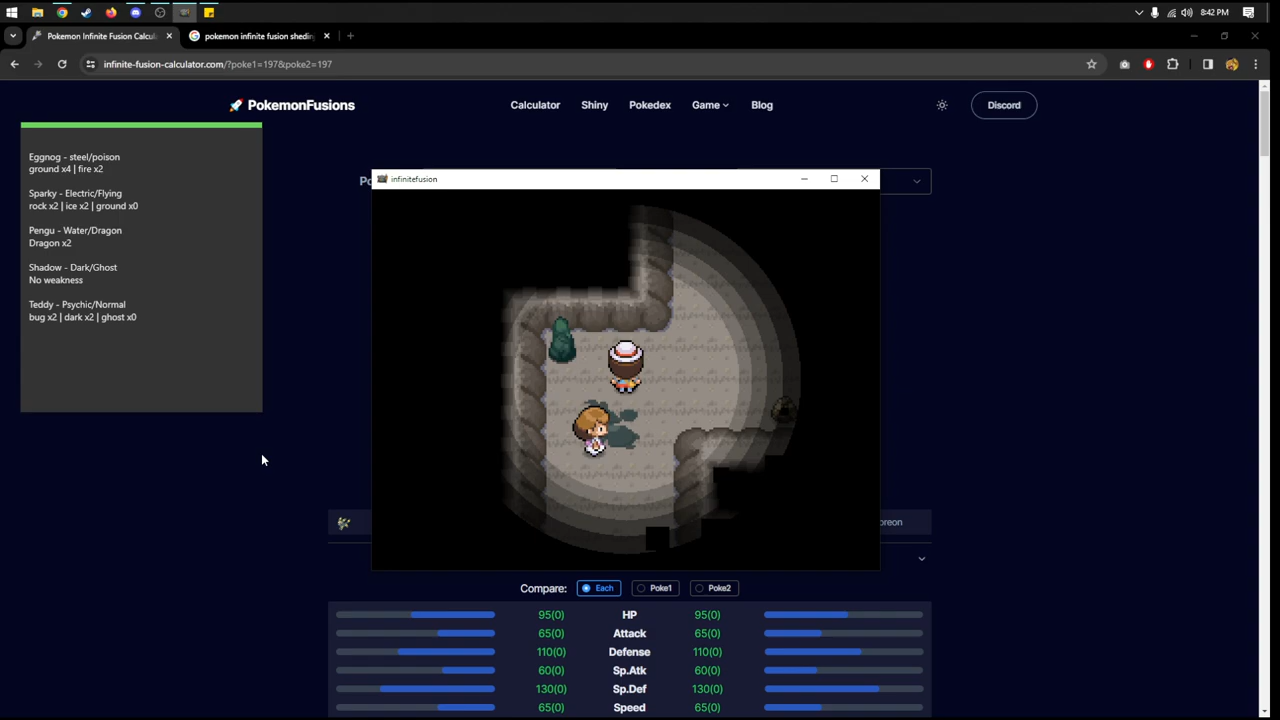 8:42 PM
Pokemon Infinite Fusion Calcula
pokemon infinite fusion shedin
infinite-fusion-calculator.com/?poke1=197&poke2=197
PokemonFusions
Calculator Shiny Pokedex Game Blog
Discord
Eggnog - steel/poison
ground x4 | fire x2
Sparky - Electric/Flying
rock x2 | ice x2 | ground x0
Pengu - Water/Dragon
Dragon x2
Shadow - Dark/Ghost
No weakness
Teddy - Psychic/Normal
bug x2 | dark x2 | ghost x0
Po
infinitefusion
reon
Compare: Each Poke1 Poke2
95(0) HP 95(0)
65(0) Attack 65(0)
110(0) Defense 110(0)
60(0) Sp.Atk 60(0)
130(0) Sp.Def 130(0)
65(0) Speed 65(0)